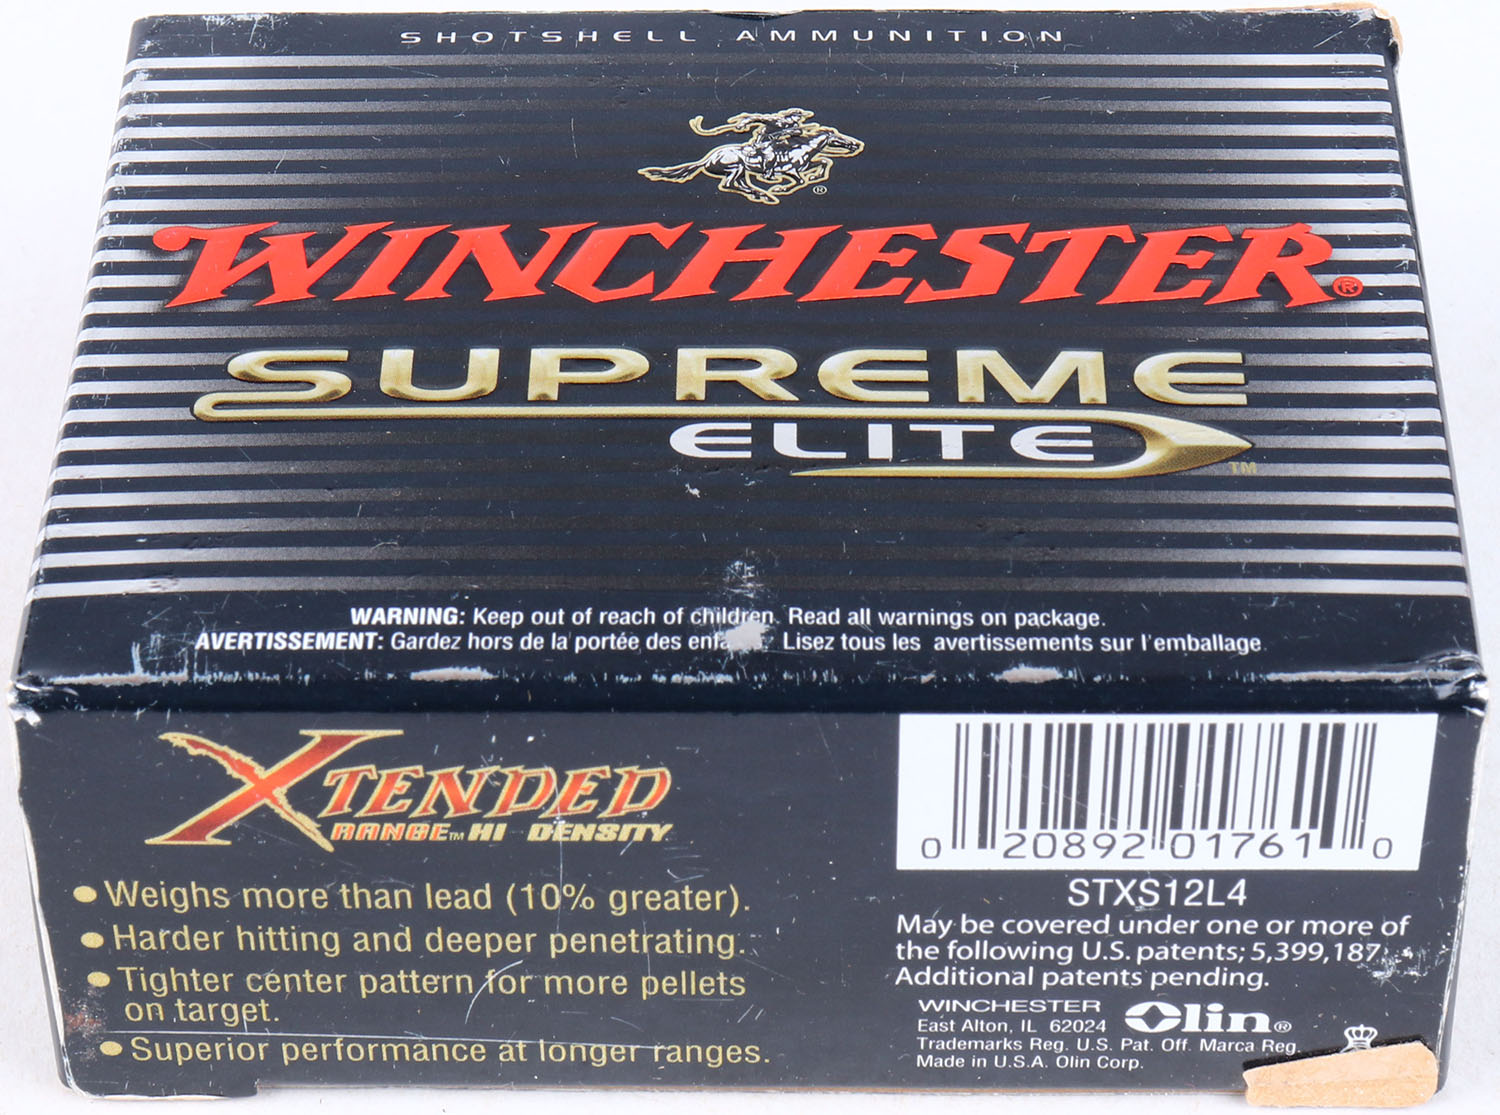 SHOTSHELL AMMUNITION
®
WINCHESTER®
SUPREME
ELITE
TM
WARNING: Keep out of reach of children. Read all warnings on package.
AVERTISSEMENT: Gardez hors de la portée des Lisez tous les avertissements sur l'emballage.
XTENDED
RANGE™ HI DENSITY
• Weighs more than lead (10% greater).
• Harder hitting and deeper penetrating.
• Tighter center pattern for more pellets
on target.
• Superior performance at longer ranges.
0 20892 01761 0
STXS12L4
May be covered under one or more of
the following U.S. patents; 5,399,187.
Additional patents pending.
WINCHESTER
East Alton, IL 62024
Olin®
Trademarks Reg. U.S. Pat. Off. Marca Reg.
Made in U.S.A. Olin Corp.